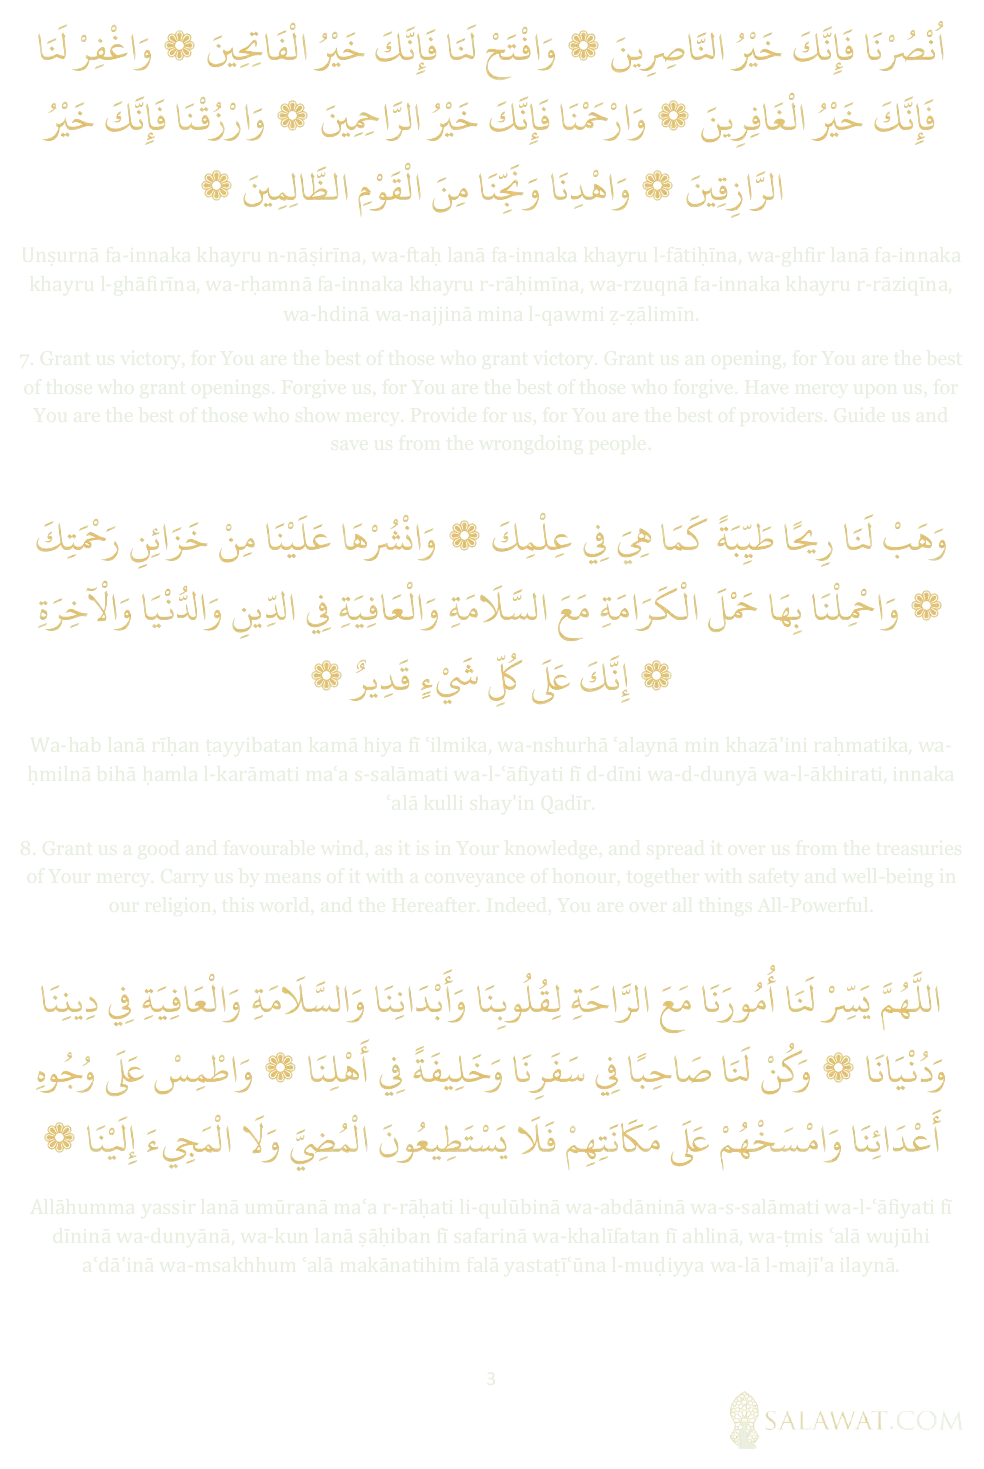 اُنْصُرْنَا فَإِنَّكَ خَيْرُ النَّاصِرِينَ ❁ وَافْتَحْ لَنَا فَإِنَّكَ خَيْرُ الْفَاتِحِينَ ❁ وَاغْفِرْ لَنَا
فَإِنَّكَ خَيْرُ الْغَافِرِينَ ❁ وَارْحَمْنَا فَإِنَّكَ خَيْرُ الرَّاحِمِينَ ❁ وَارْزُقْنَا فَإِنَّكَ خَيْرُ
الرَّازِقِينَ ❁ وَاهْدِنَا وَنَجِّنَا مِنَ الْقَوْمِ الظَّالِمِينَ ❁
Unṣurnā fa-innaka khayru n-nāṣirīna, wa-ftaḥ lanā fa-innaka khayru l-fātiḥīna, wa-ghfir lanā fa-innaka
khayru l-ghāfirīna, wa-rḥamnā fa-innaka khayru r-rāḥimīna, wa-rzuqnā fa-innaka khayru r-rāziqīna,
wa-hdinā wa-najjinā mina l-qawmi ẓ-ẓālimīn.
7. Grant us victory, for You are the best of those who grant victory. Grant us an opening, for You are the best
of those who grant openings. Forgive us, for You are the best of those who forgive. Have mercy upon us, for
You are the best of those who show mercy. Provide for us, for You are the best of providers. Guide us and
save us from the wrongdoing people.
وَهَبْ لَنَا رِيحًا طَيِّبَةً كَمَا هِيَ فِي عِلْمِكَ ❁ وَانْشُرْهَا عَلَيْنَا مِنْ خَزَائِنِ رَحْمَتِكَ
❁ وَاحْمِلْنَا بِهَا حَمْلَ الْكَرَامَةِ مَعَ السَّلَامَةِ وَالْعَافِيَةِ فِي الدِّينِ وَالدُّنْيَا وَالْآخِرَةِ
❁ إِنَّكَ عَلَى كُلِّ شَيْءٍ قَدِيرٌ ❁
Wa-hab lanā rīḥan ṭayyibatan kamā hiya fī ʿilmika, wa-nshurhā ʿalaynā min khazā’ini raḥmatika, wa-
ḥmilnā bihā ḥamla l-karāmati maʿa s-salāmati wa-l-ʿāfiyati fī d-dīni wa-d-dunyā wa-l-ākhirati, innaka
ʿalā kulli shay’in Qadīr.
8. Grant us a good and favourable wind, as it is in Your knowledge, and spread it over us from the treasuries
of Your mercy. Carry us by means of it with a conveyance of honour, together with safety and well-being in
our religion, this world, and the Hereafter. Indeed, You are over all things All-Powerful.
اللَّهُمَّ يَسِّرْ لَنَا أُمُورَنَا مَعَ الرَّاحَةِ لِقُلُوبِنَا وَأَبْدَانِنَا وَالسَّلَامَةِ وَالْعَافِيَةِ فِي دِينِنَا
وَدُنْيَانَا ❁ وَكُنْ لَنَا صَاحِبًا فِي سَفَرِنَا وَخَلِيفَةً فِي أَهْلِنَا ❁ وَاطْمِسْ عَلَى وُجُوهِ
أَعْدَائِنَا وَامْسَخْهُمْ عَلَى مَكَانَتِهِمْ فَلَا يَسْتَطِيعُونَ الْمُضِيَّ وَلَا الْمَجِيءَ إِلَيْنَا ❁
Allāhumma yassir lanā umūranā maʿa r-rāḥati li-qulūbinā wa-abdāninā wa-s-salāmati wa-l-ʿāfiyati fī
dīninā wa-dunyānā, wa-kun lanā ṣāḥiban fī safarinā wa-khalīfatan fī ahlinā, wa-ṭmis ʿalā wujūhi
aʿdā’inā wa-msakhhum ʿalā makānatihim falā yastaṭīʿūna l-muḍiyya wa-lā l-majī’a ilaynā.
3
SALAWAT.COM